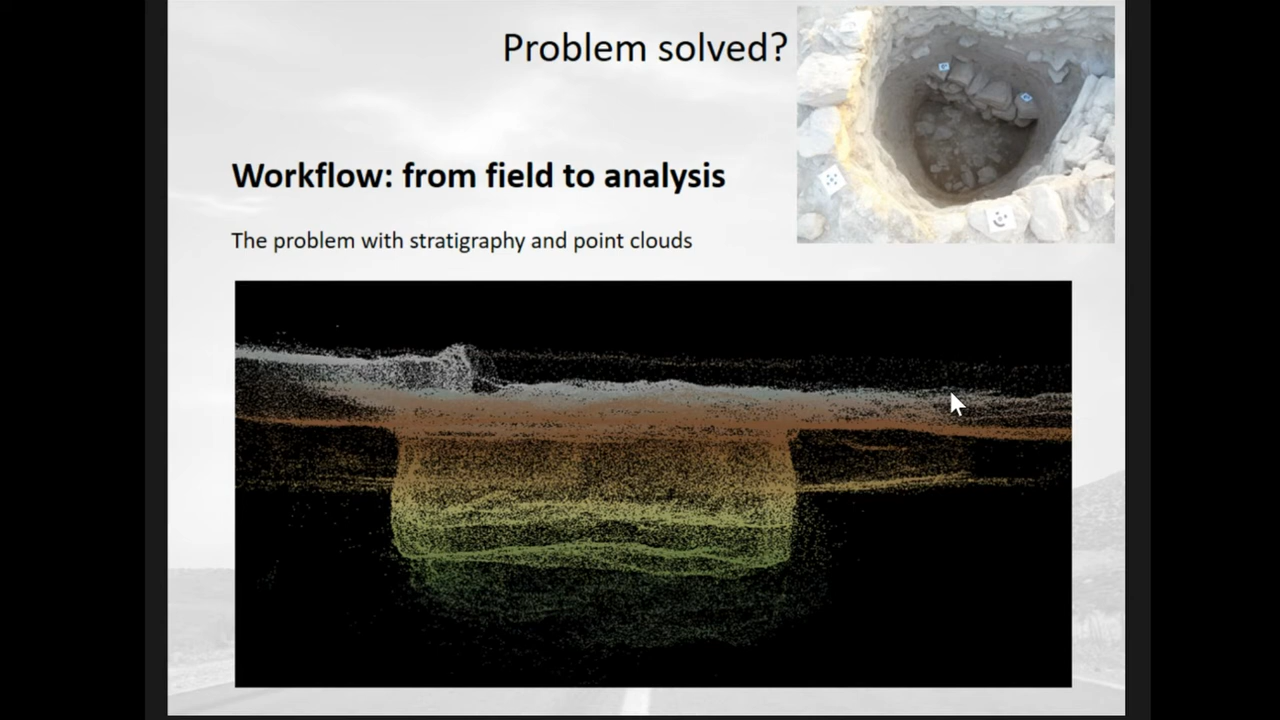 Problem solved?
Workflow: from field to analysis
The problem with stratigraphy and point clouds